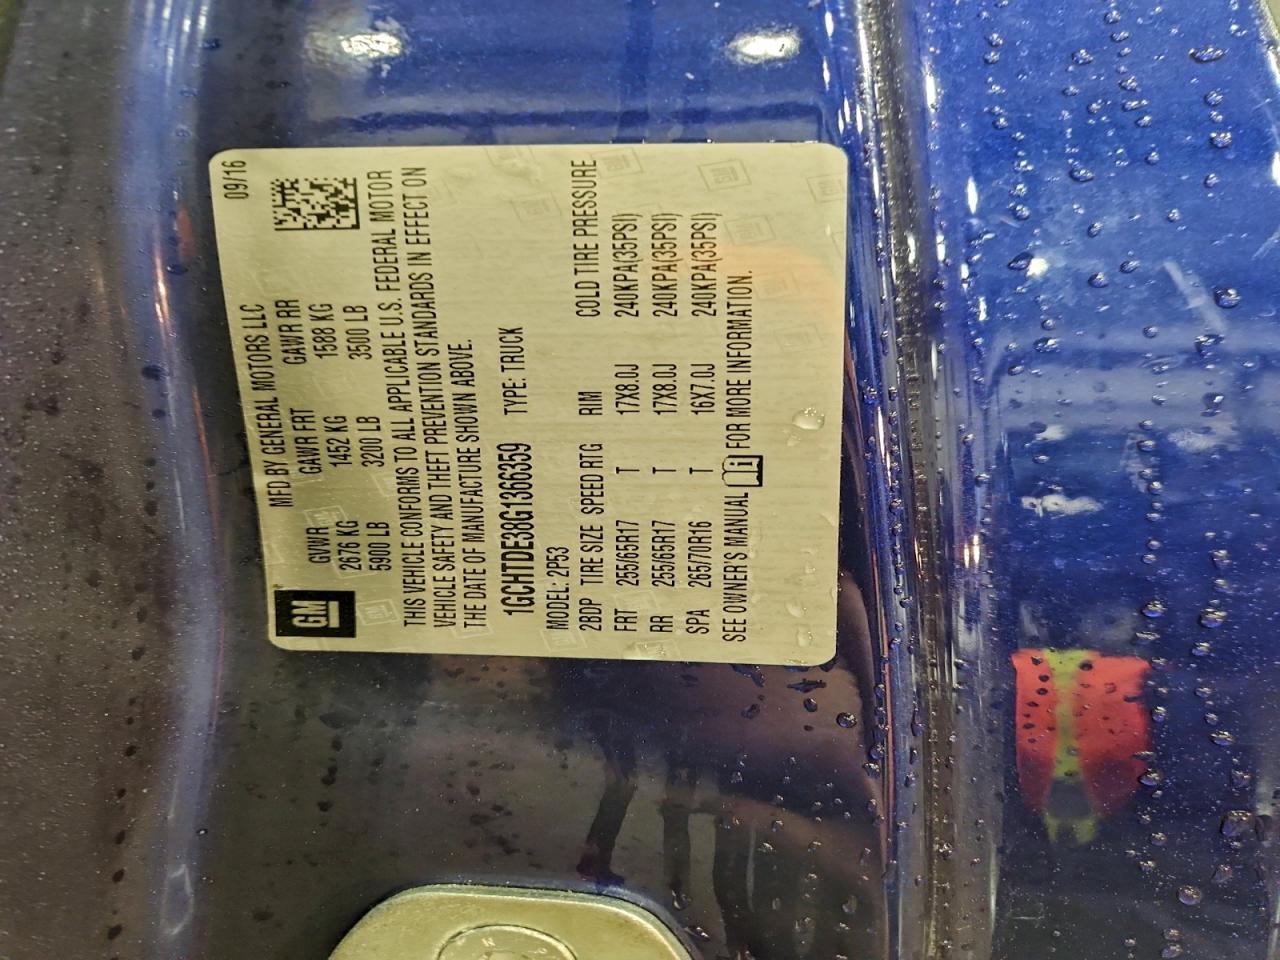 09/16
MFD BY GENERAL MOTORS LLC
GM
GVWR GAWR FRT GAWR RR
2676 KG 1452 KG 1588 KG
5900 LB 3200 LB 3500 LB
THIS VEHICLE CONFORMS TO ALL APPLICABLE U.S. FEDERAL MOTOR
VEHICLE SAFETY AND THEFT PREVENTION STANDARDS IN EFFECT ON
THE DATE OF MANUFACTURE SHOWN ABOVE.
1GCHTDE38G1366359 TYPE: TRUCK
MODEL: 2P53
2BDP TIRE SIZE SPEED RTG RIM COLD TIRE PRESSURE
FRT 255/65R17 T 17X8.0J 240KPA(35PSI)
RR 255/65R17 T 17X8.0J 240KPA(35PSI)
SPA 265/70R16 T 16X7.0J 240KPA(35PSI)
SEE OWNER'S MANUAL i FOR MORE INFORMATION.